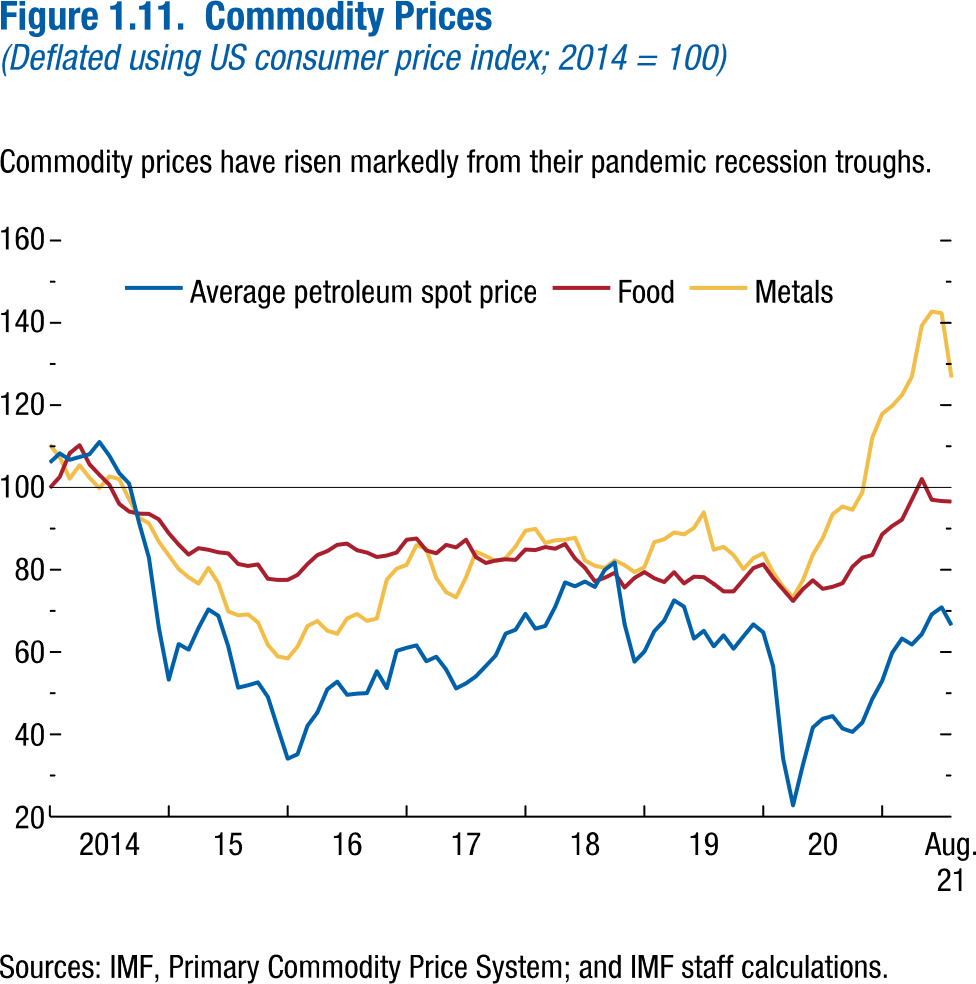 Figure 1.11.  Commodity Prices
(Deflated using US consumer price index; 2014 = 100)
Commodity prices have risen markedly from their pandemic recession troughs.
160
Average petroleum spot price
Food
Metals
140
120
100
80
60
40
20
2014
15
16
17
18
19
20
Aug.
21
Sources: IMF, Primary Commodity Price System; and IMF staff calculations.